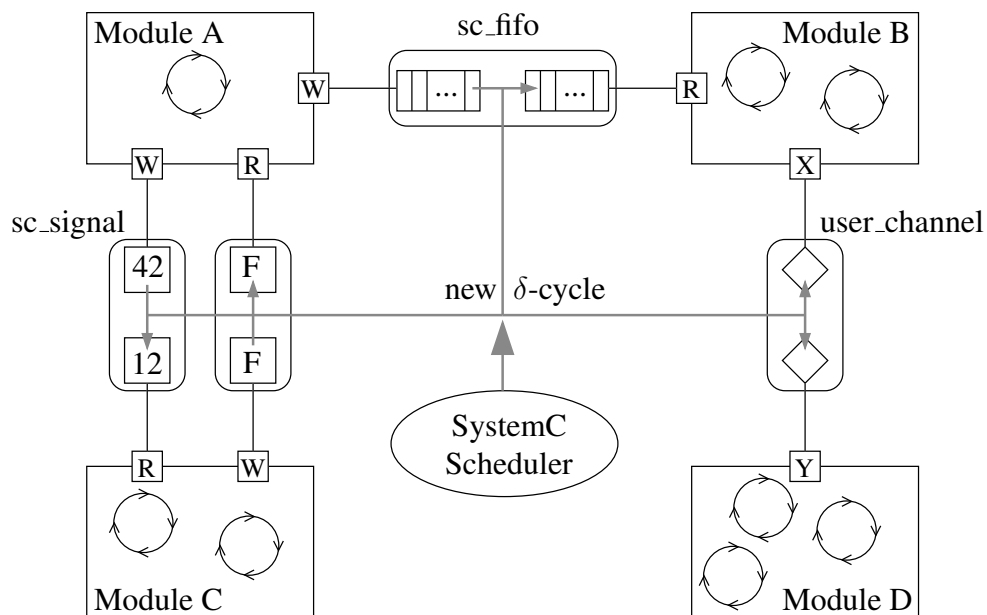 Module A
sc_fifo
Module B
W
...
...
R
W
R
X
sc_signal
user_channel
42
F
new δ-cycle
12
F
SystemC
Scheduler
R
W
Y
Module C
Module D